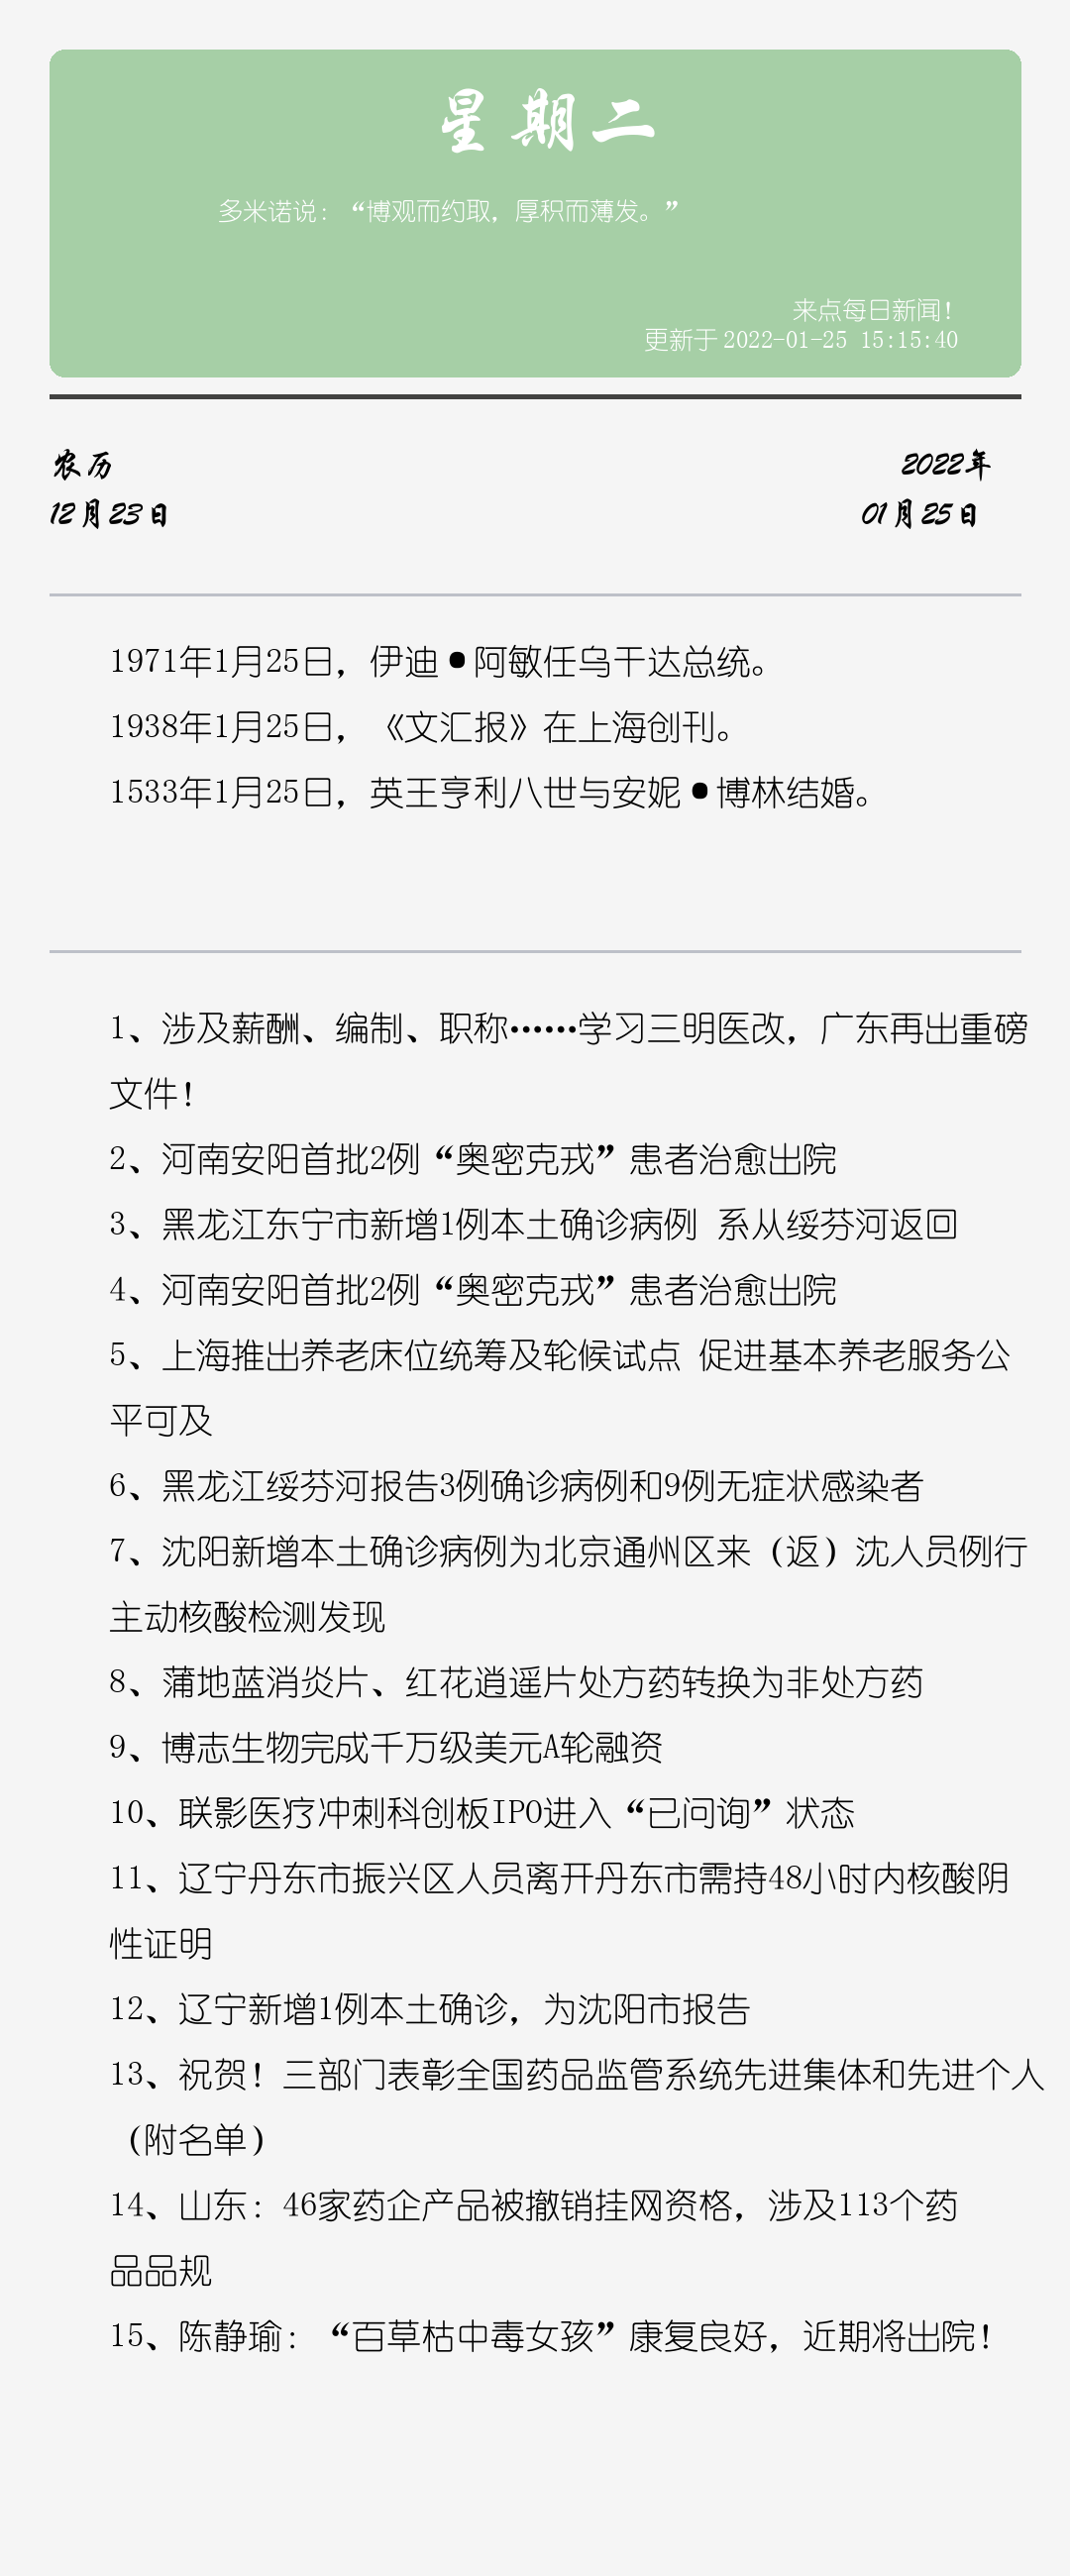 星期二
多米诺说：“博观而约取，厚积而薄发。”
来点每日新闻！
更新于 2022-01-25 15:15:40
农历
2022年
12月23日
01月25日
1971年1月25日，伊迪●阿敏任乌干达总统。
1938年1月25日，《文汇报》在上海创刊。
1533年1月25日，英王亨利八世与安妮●博林结婚。
1、涉及薪酬、编制、职称……学习三明医改，广东再出重磅
文件！
2、河南安阳首批2例“奥密克戎”患者治愈出院
3、黑龙江东宁市新增1例本土确诊病例 系从绥芬河返回
4、河南安阳首批2例“奥密克戎”患者治愈出院
5、上海推出养老床位统筹及轮候试点 促进基本养老服务公
平可及
6、黑龙江绥芬河报告3例确诊病例和9例无症状感染者
7、沈阳新增本土确诊病例为北京通州区来（返）沈人员例行
主动核酸检测发现
8、蒲地蓝消炎片、红花逍遥片处方药转换为非处方药
9、博志生物完成千万级美元A轮融资
10、联影医疗冲刺科创板IPO进入“已问询”状态
11、辽宁丹东市振兴区人员离开丹东市需持48小时内核酸阴
性证明
12、辽宁新增1例本土确诊，为沈阳市报告
13、祝贺！三部门表彰全国药品监管系统先进集体和先进个人
（附名单）
14、山东：46家药企产品被撤销挂网资格，涉及113个药
品品规
15、陈静瑜：“百草枯中毒女孩”康复良好，近期将出院！